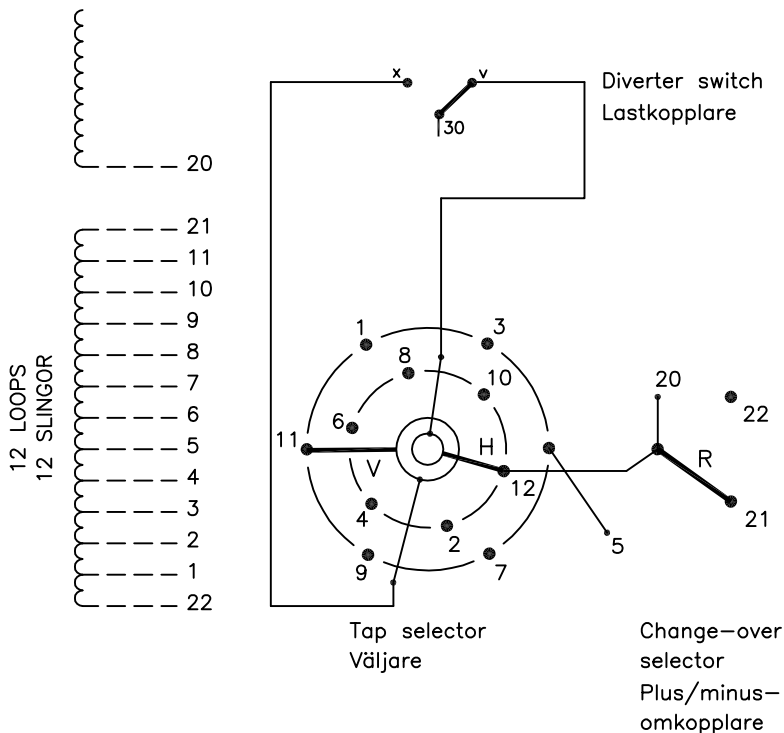 x
v
30
Diverter switch
Lastkopplare
20
21
11
10
9
8
7
6
5
4
3
2
1
22
12 LOOPS
12 SLINGOR
1
3
8
10
6
11
V
H
12
4
2
9
7
5
20
22
R
21
Tap selector
Väljare
Change-over
selector
Plus/minus-
omkopplare